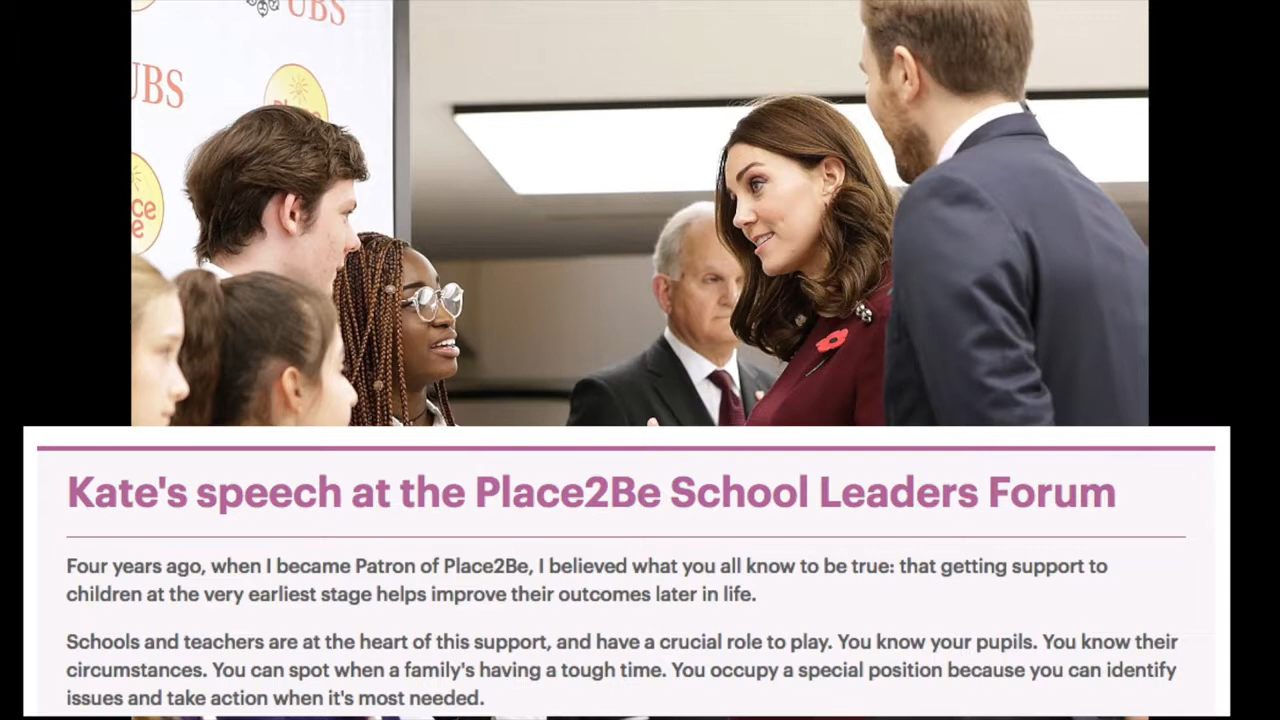 UBS
UBS
Place
ce
e
Kate's speech at the Place2Be School Leaders Forum
Four years ago, when I became Patron of Place2Be, I believed what you all know to be true: that getting support to
children at the very earliest stage helps improve their outcomes later in life.
Schools and teachers are at the heart of this support, and have a crucial role to play. You know your pupils. You know their
circumstances. You can spot when a family's having a tough time. You occupy a special position because you can identify
issues and take action when it's most needed.